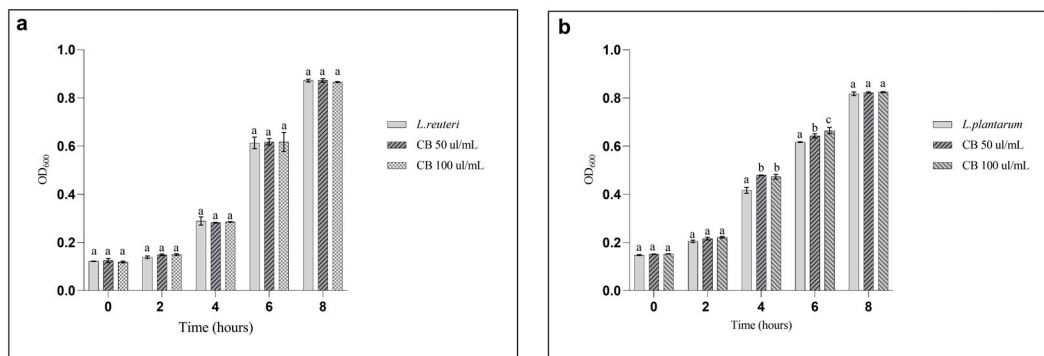 a
1.0
0.8
0.6
0.4
0.2
0.0
OD600
a a a
a a a
a a a
a a a
a a a
0 2 4 6 8
Time (hours)
L.reuteri
CB 50 ul/mL
CB 100 ul/mL
b
1.0
0.8
0.6
0.4
0.2
0.0
OD600
a a a
a a a
a b b
a b c
a a a
0 2 4 6 8
Time (hours)
L.plantarum
CB 50 ul/mL
CB 100 ul/mL